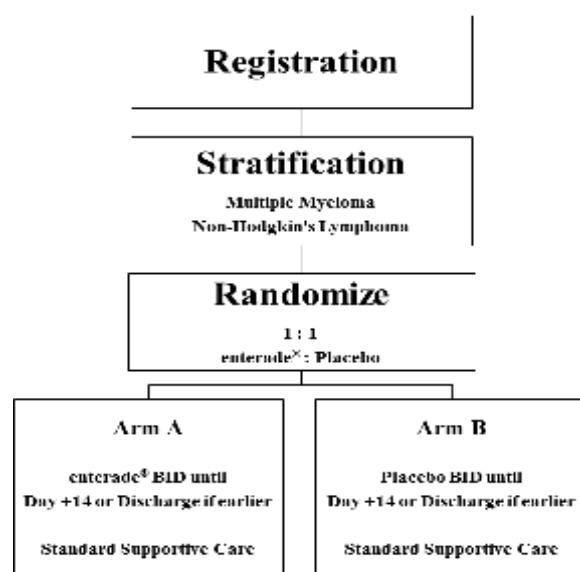 Registration
Stratification
Multiple Myeloma
Non-Hodgkin's Lymphoma
Randomize
1 : 1
enterade®: Placebo
Arm A
enterade® BID until
Day +14 or Discharge if earlier
Standard Supportive Care
Arm B
Placebo BID until
Day +14 or Discharge if earlier
Standard Supportive Care